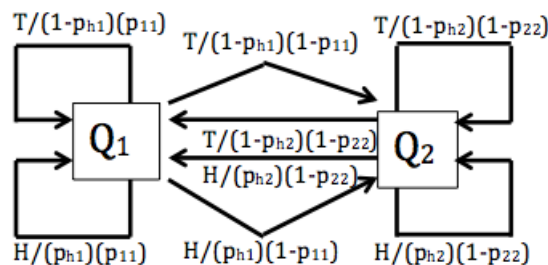 T/(1-ph1)(p11)
T/(1-ph1)(1-p11)
T/(1-ph2)(1-p22)
Q1
T/(1-ph2)(1-p22)
H/(ph2)(1-p22)
Q2
H/(ph1)(p11)
H/(ph1)(1-p11)
H/(ph2)(1-p22)